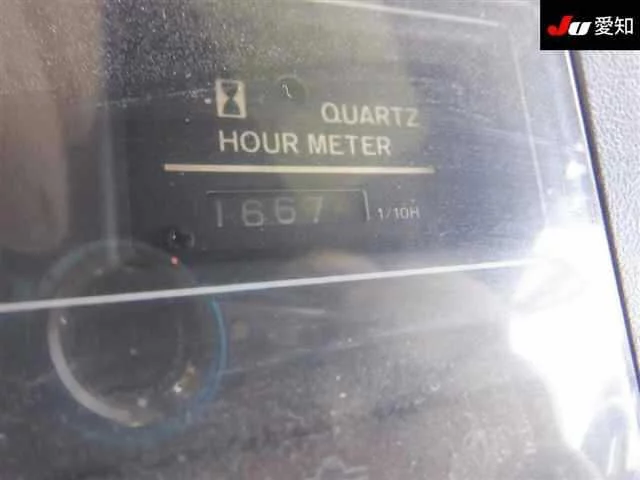 JU 愛知
QUARTZ
HOUR METER
1667
1/10H